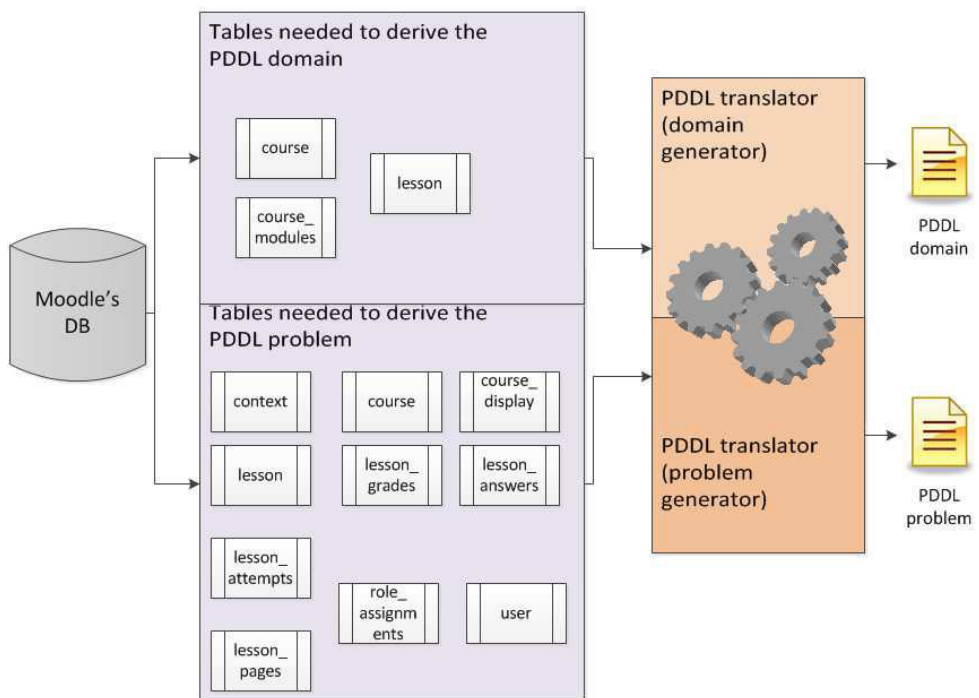 Tables needed to derive the
PDDL domain
course
lesson
course_
modules
Moodle's
DB
Tables needed to derive the
PDDL problem
context
course
course_
display
lesson
lesson_
grades
lesson_
answers
lesson_
attempts
role_
assignm
ents
user
lesson_
pages
PDDL translator
(domain
generator)
PDDL translator
(problem
generator)
PDDL
domain
PDDL
problem